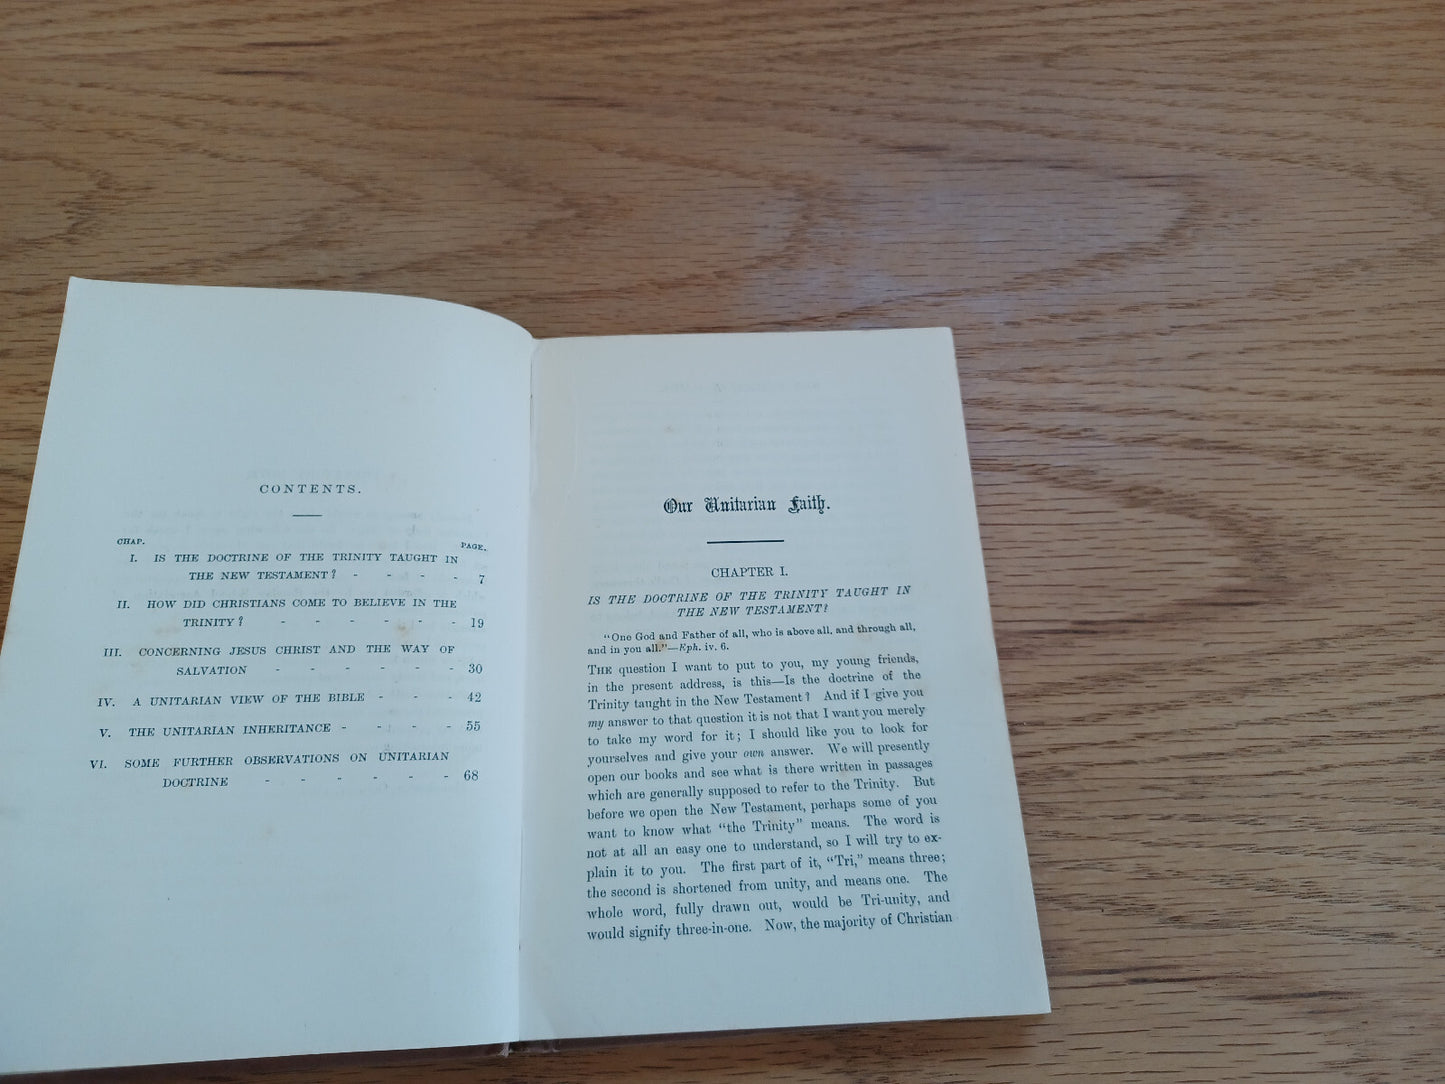 CONTENTS.
CHAP. PAGE.
I. IS THE DOCTRINE OF THE TRINITY TAUGHT IN
THE NEW TESTAMENT? - - - - 7
II. HOW DID CHRISTIANS COME TO BELIEVE IN THE
TRINITY? - - - - - - 19
III. CONCERNING JESUS CHRIST AND THE WAY OF
SALVATION - - - - - - 30
IV. A UNITARIAN VIEW OF THE BIBLE - - - 42
V. THE UNITARIAN INHERITANCE - - - - 55
VI. SOME FURTHER OBSERVATIONS ON UNITARIAN
DOCTRINE - - - - - - 68
Our Unitarian Faith.
CHAPTER I.
IS THE DOCTRINE OF THE TRINITY TAUGHT IN
THE NEW TESTAMENT?
"One God and Father of all, who is above all, and through all,
and in you all."—Eph. iv. 6.
THE question I want to put to you, my young friends,
in the present address, is this—Is the doctrine of the
Trinity taught in the New Testament? And if I give you
my answer to that question it is not that I want you merely
to take my word for it; I should like you to look for
yourselves and give your own answer. We will presently
open our books and see what is there written in passages
which are generally supposed to refer to the Trinity. But
before we open the New Testament, perhaps some of you
want to know what "the Trinity" means. The word is
not at all an easy one to understand, so I will try to ex-
plain it to you. The first part of it, "Tri," means three;
the second is shortened from unity, and means one. The
whole word, fully drawn out, would be Tri-unity, and
would signify three-in-one. Now, the majority of Christian